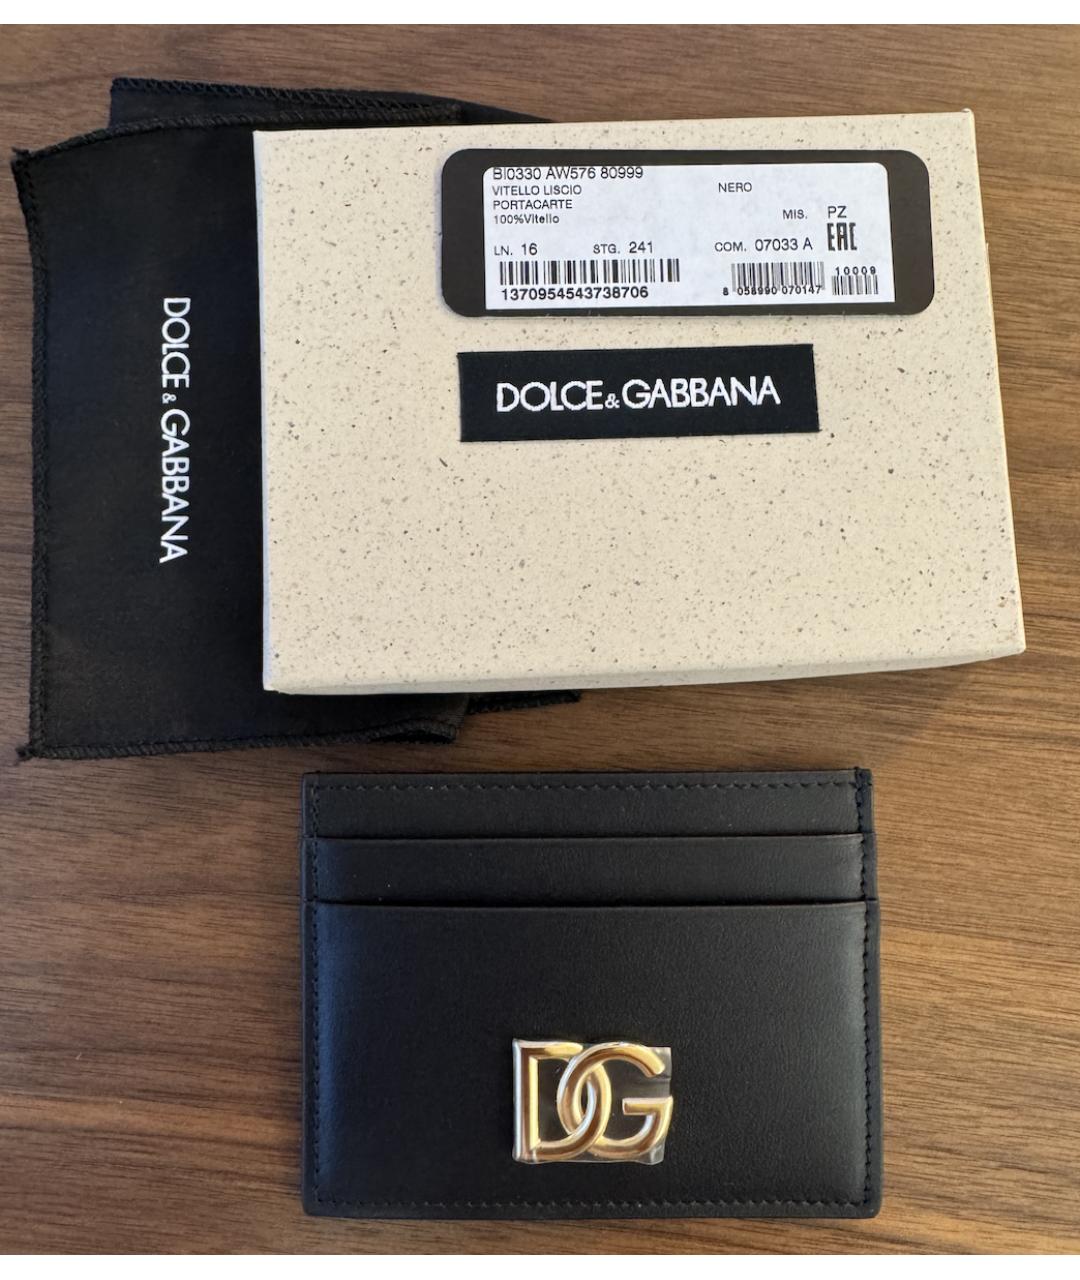 BI0330 AW576 80999
VITELLO LISCIO NERO
PORTACARTE
100%Vitello
MIS. PZ
EAC
LN. 16 STG. 241 COM. 07033 A
1370954543738706
8 058990 070147
10009
DOLCE&GABBANA
DOLCE&GABBANA
DG